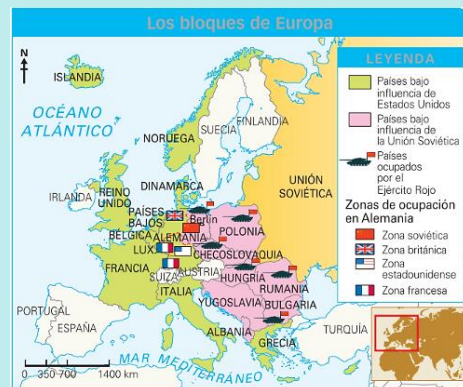 Los bloques de Europa
LEYENDA
Países bajo
influencia de
Estados Unidos
Países bajo
influencia de
la Unión Soviética
Países
ocupados
por el
Ejército Rojo
Zonas de ocupación
en Alemania
Zona soviética
Zona británica
Zona
estadounidense
Zona francesa
N
ISLANDIA
OCÉANO
ATLÁNTICO
NORUEGA
SUECIA
FINLANDIA
UNIÓN
SOVIÉTICA
IRLANDA
REINO
UNIDO
DINAMARCA
PAÍSES
BAJOS
Berlín
POLONIA
BÉLGICA
ALEMANIA
LUX.
CHECOSLOVAQUIA
FRANCIA
SUIZA
AUSTRIA
HUNGRÍA
RUMANIA
ITALIA
YUGOSLAVIA
BULGARIA
PORTUGAL
ESPAÑA
ALBANIA
GRECIA
TURQUÍA
MAR MEDITERRÁNEO
0 350 700 1400 km